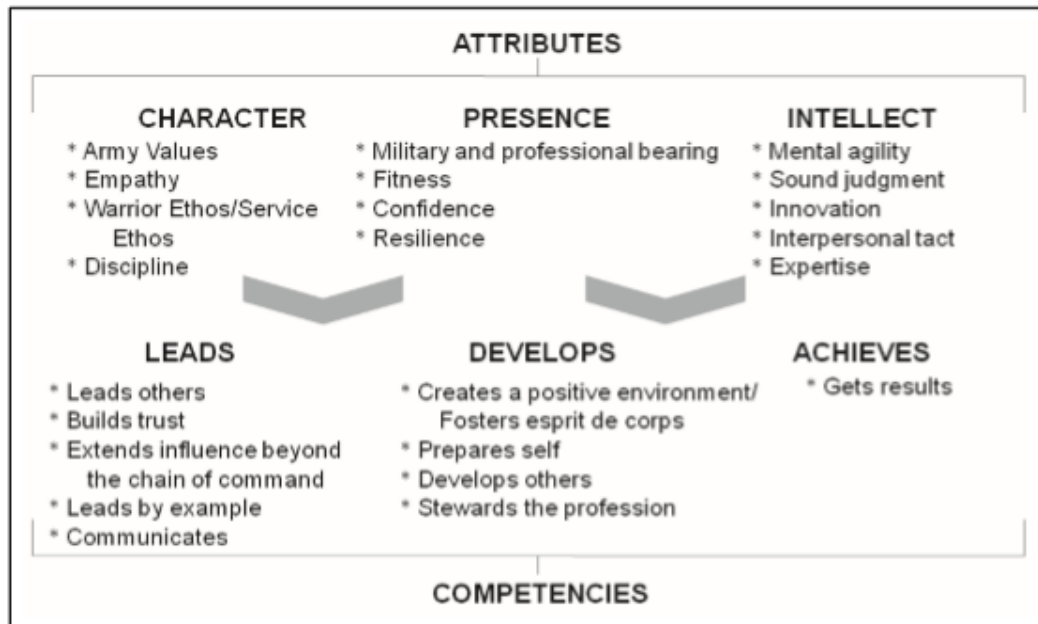 ATTRIBUTES
CHARACTER
* Army Values
* Empathy
* Warrior Ethos/Service
Ethos
* Discipline
PRESENCE
* Military and professional bearing
* Fitness
* Confidence
* Resilience
INTELLECT
* Mental agility
* Sound judgment
* Innovation
* Interpersonal tact
* Expertise
LEADS
* Leads others
* Builds trust
* Extends influence beyond
the chain of command
* Leads by example
* Communicates
DEVELOPS
* Creates a positive environment/
Fosters esprit de corps
* Prepares self
* Develops others
* Stewards the profession
ACHIEVES
* Gets results
COMPETENCIES